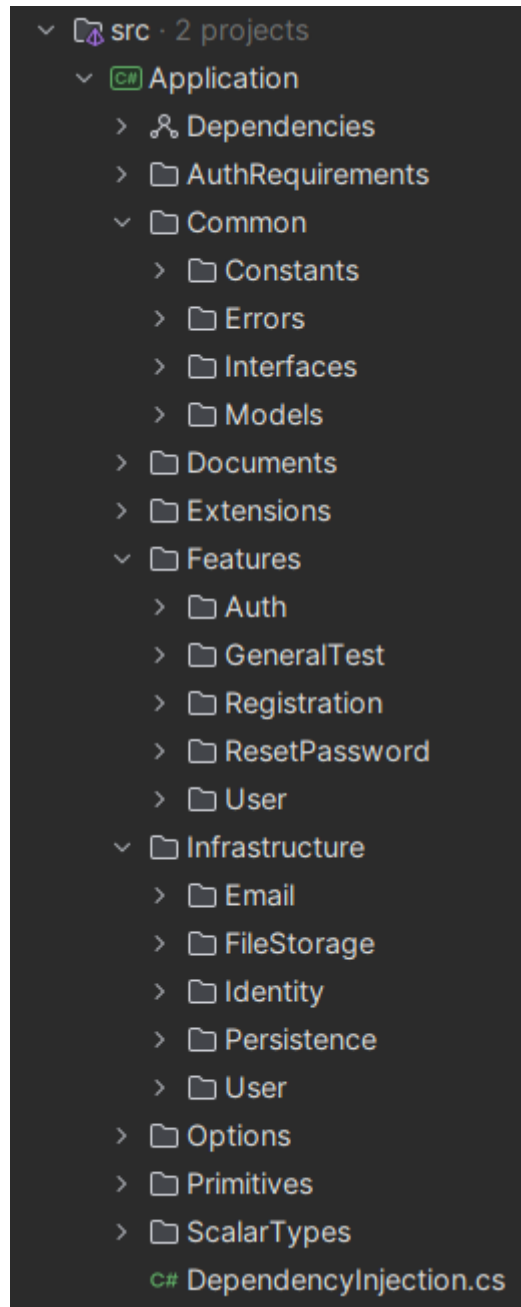 src · 2 projects
C# Application
Dependencies
AuthRequirements
Common
Constants
Errors
Interfaces
Models
Documents
Extensions
Features
Auth
GeneralTest
Registration
ResetPassword
User
Infrastructure
Email
FileStorage
Identity
Persistence
User
Options
Primitives
ScalarTypes
C# DependencyInjection.cs